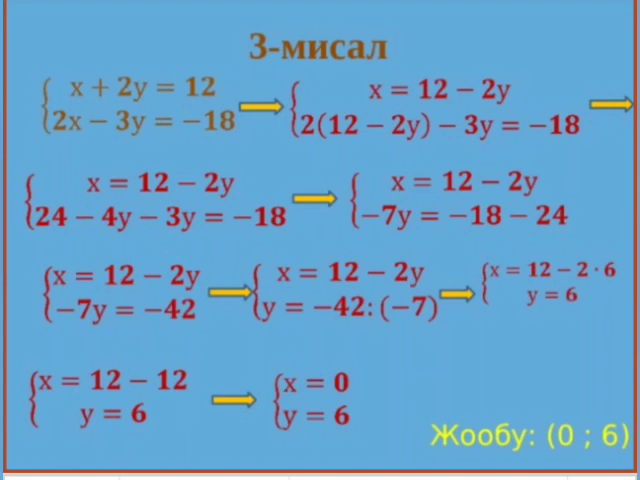 3-мисал
{x + 2y = 12
2x − 3y = −18
{x = 12 − 2y
2(12 − 2y) − 3y = −18
{x = 12 − 2y
24 − 4y − 3y = −18
{x = 12 − 2y
−7y = −18 − 24
{x = 12 − 2y
−7y = −42
{x = 12 − 2y
y = −42: (−7)
{x = 12 − 2 · 6
y = 6
{x = 12 − 12
y = 6
{x = 0
y = 6
Жообу: (0 ; 6)